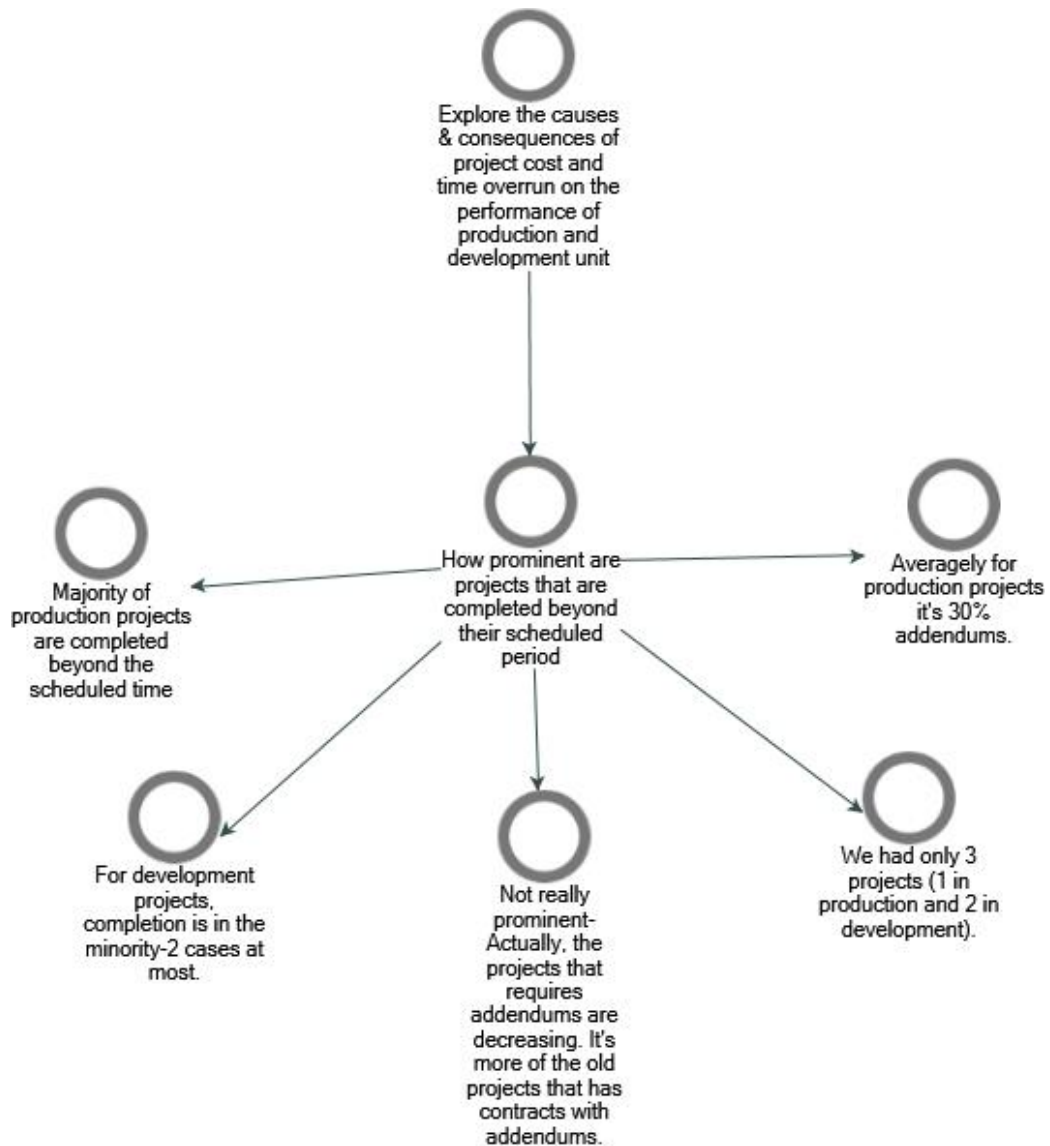 Explore the causes
& consequences of
project cost and
time overrun on the
performance of
production and
development unit
Majority of
production projects
are completed
beyond the
scheduled time
How prominent are
projects that are
completed beyond
their scheduled
period
Averagely for
production projects
it's 30%
addendums.
For development
projects,
completion is in the
minority-2 cases at
most.
Not really
prominent-
Actually, the
projects that
requires
addendums are
decreasing. It's
more of the old
projects that has
contracts with
addendums.
We had only 3
projects (1 in
production and 2 in
development).